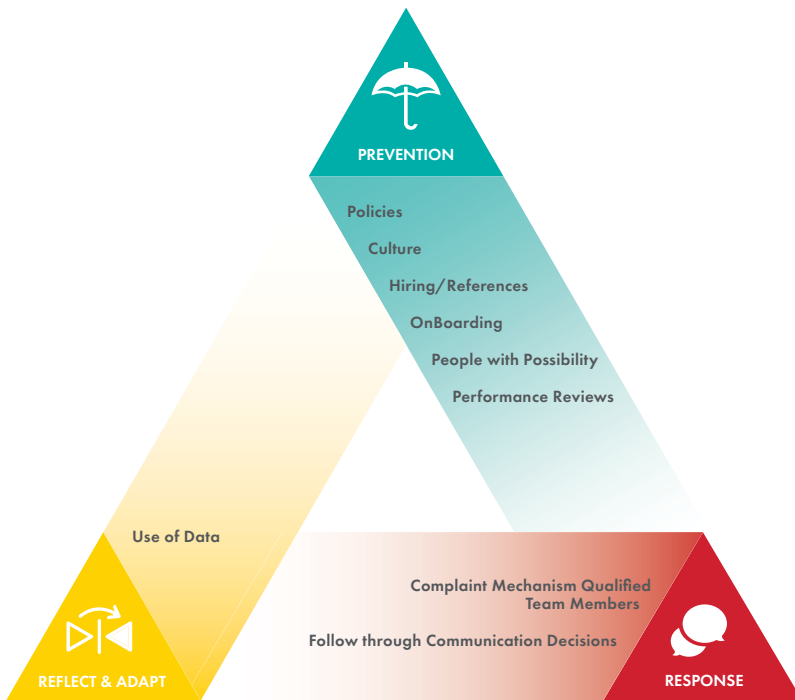 PREVENTION
Policies
Culture
Hiring/References
OnBoarding
People with Possibility
Performance Reviews
Use of Data
Complaint Mechanism Qualified
Team Members
Follow through Communication Decisions
REFLECT & ADAPT
RESPONSE